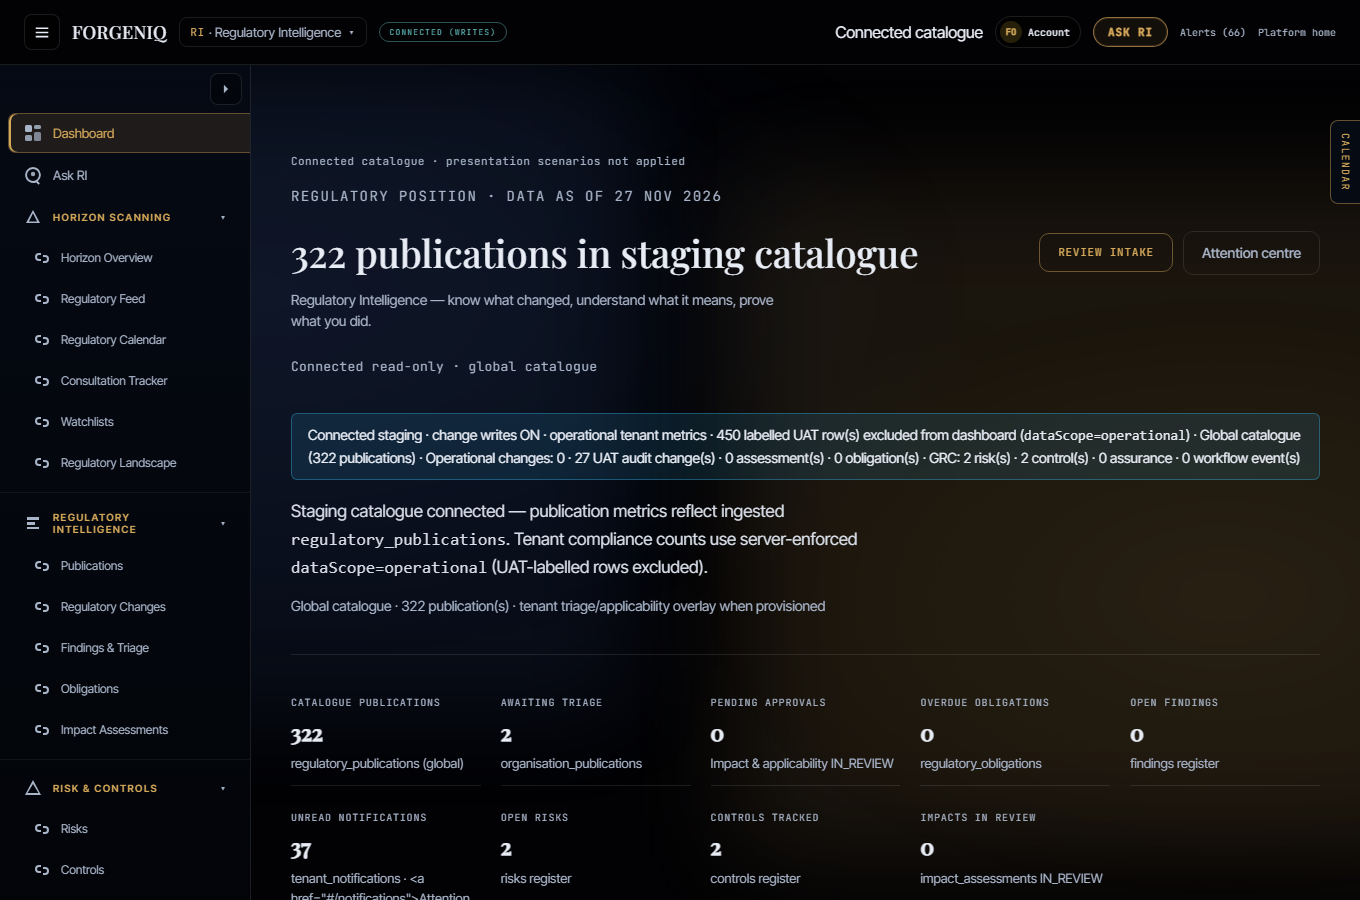 FORGENIQ
RI · Regulatory Intelligence
CONNECTED (WRITES)
Connected catalogue
FO Account
ASK RI
Alerts (66)
Platform home
Dashboard
Ask RI
HORIZON SCANNING
Horizon Overview
Regulatory Feed
Regulatory Calendar
Consultation Tracker
Watchlists
Regulatory Landscape
REGULATORY
INTELLIGENCE
Publications
Regulatory Changes
Findings & Triage
Obligations
Impact Assessments
RISK & CONTROLS
Risks
Controls
CALENDAR
Connected catalogue · presentation scenarios not applied
REGULATORY POSITION · DATA AS OF 27 NOV 2026
322 publications in staging catalogue
REVIEW INTAKE
Attention centre
Regulatory Intelligence — know what changed, understand what it means, prove
what you did.
Connected read-only · global catalogue
Connected staging · change writes ON · operational tenant metrics · 450 labelled UAT row(s) excluded from dashboard (dataScope=operational) · Global catalogue
(322 publications) · Operational changes: 0 · 27 UAT audit change(s) · 0 assessment(s) · 0 obligation(s) · GRC: 2 risk(s) · 2 control(s) · 0 assurance · 0 workflow event(s)
Staging catalogue connected — publication metrics reflect ingested
regulatory_publications. Tenant compliance counts use server-enforced
dataScope=operational (UAT-labelled rows excluded).
Global catalogue · 322 publication(s) · tenant triage/applicability overlay when provisioned
CATALOGUE PUBLICATIONS
322
regulatory_publications (global)
AWAITING TRIAGE
2
organisation_publications
PENDING APPROVALS
0
Impact & applicability IN_REVIEW
OVERDUE OBLIGATIONS
0
regulatory_obligations
OPEN FINDINGS
0
findings register
UNREAD NOTIFICATIONS
37
tenant_notifications · <a
href="#/notifications">Attention
OPEN RISKS
2
risks register
CONTROLS TRACKED
2
controls register
IMPACTS IN REVIEW
0
impact_assessments IN_REVIEW